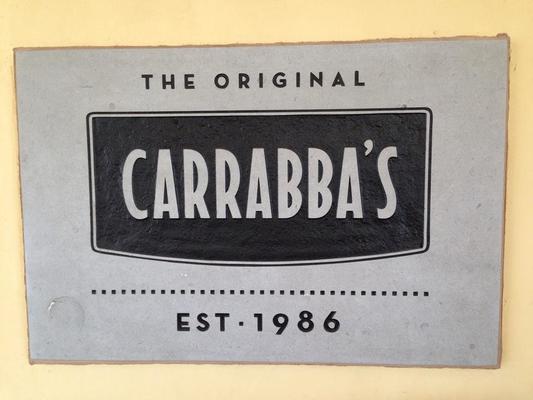 THE ORIGINAL
CARRABBA'S
EST·1986